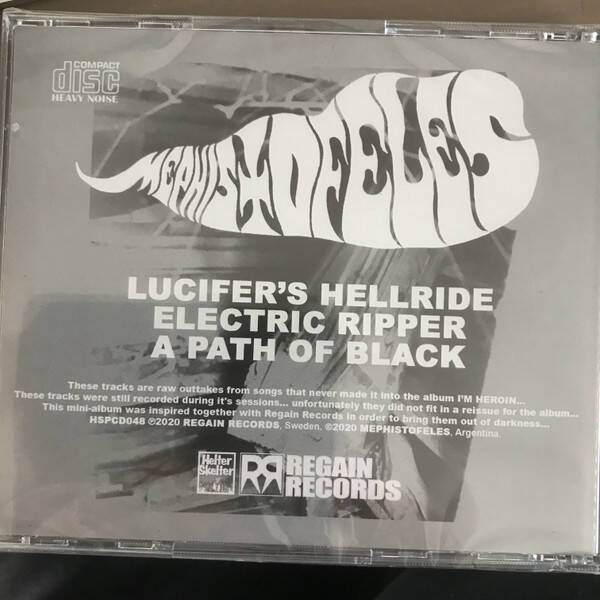 COMPACT
disc
HEAVY NOISE
MEPHISTOFELES
LUCIFER'S HELLRIDE
ELECTRIC RIPPER
A PATH OF BLACK
These tracks are raw outtakes from songs that never made it into the album I'M HEROIN...
These tracks were still recorded during it's sessions... unfortunately they did not fit in a reissue for the album...
This mini-album was inspired together with Regain Records in order to bring them out of darkness...
HSPCD048 ℗2020 REGAIN RECORDS, Sweden. ©2020 MEPHISTOFELES, Argentina.
Helter
Skelter
REGAIN
RECORDS